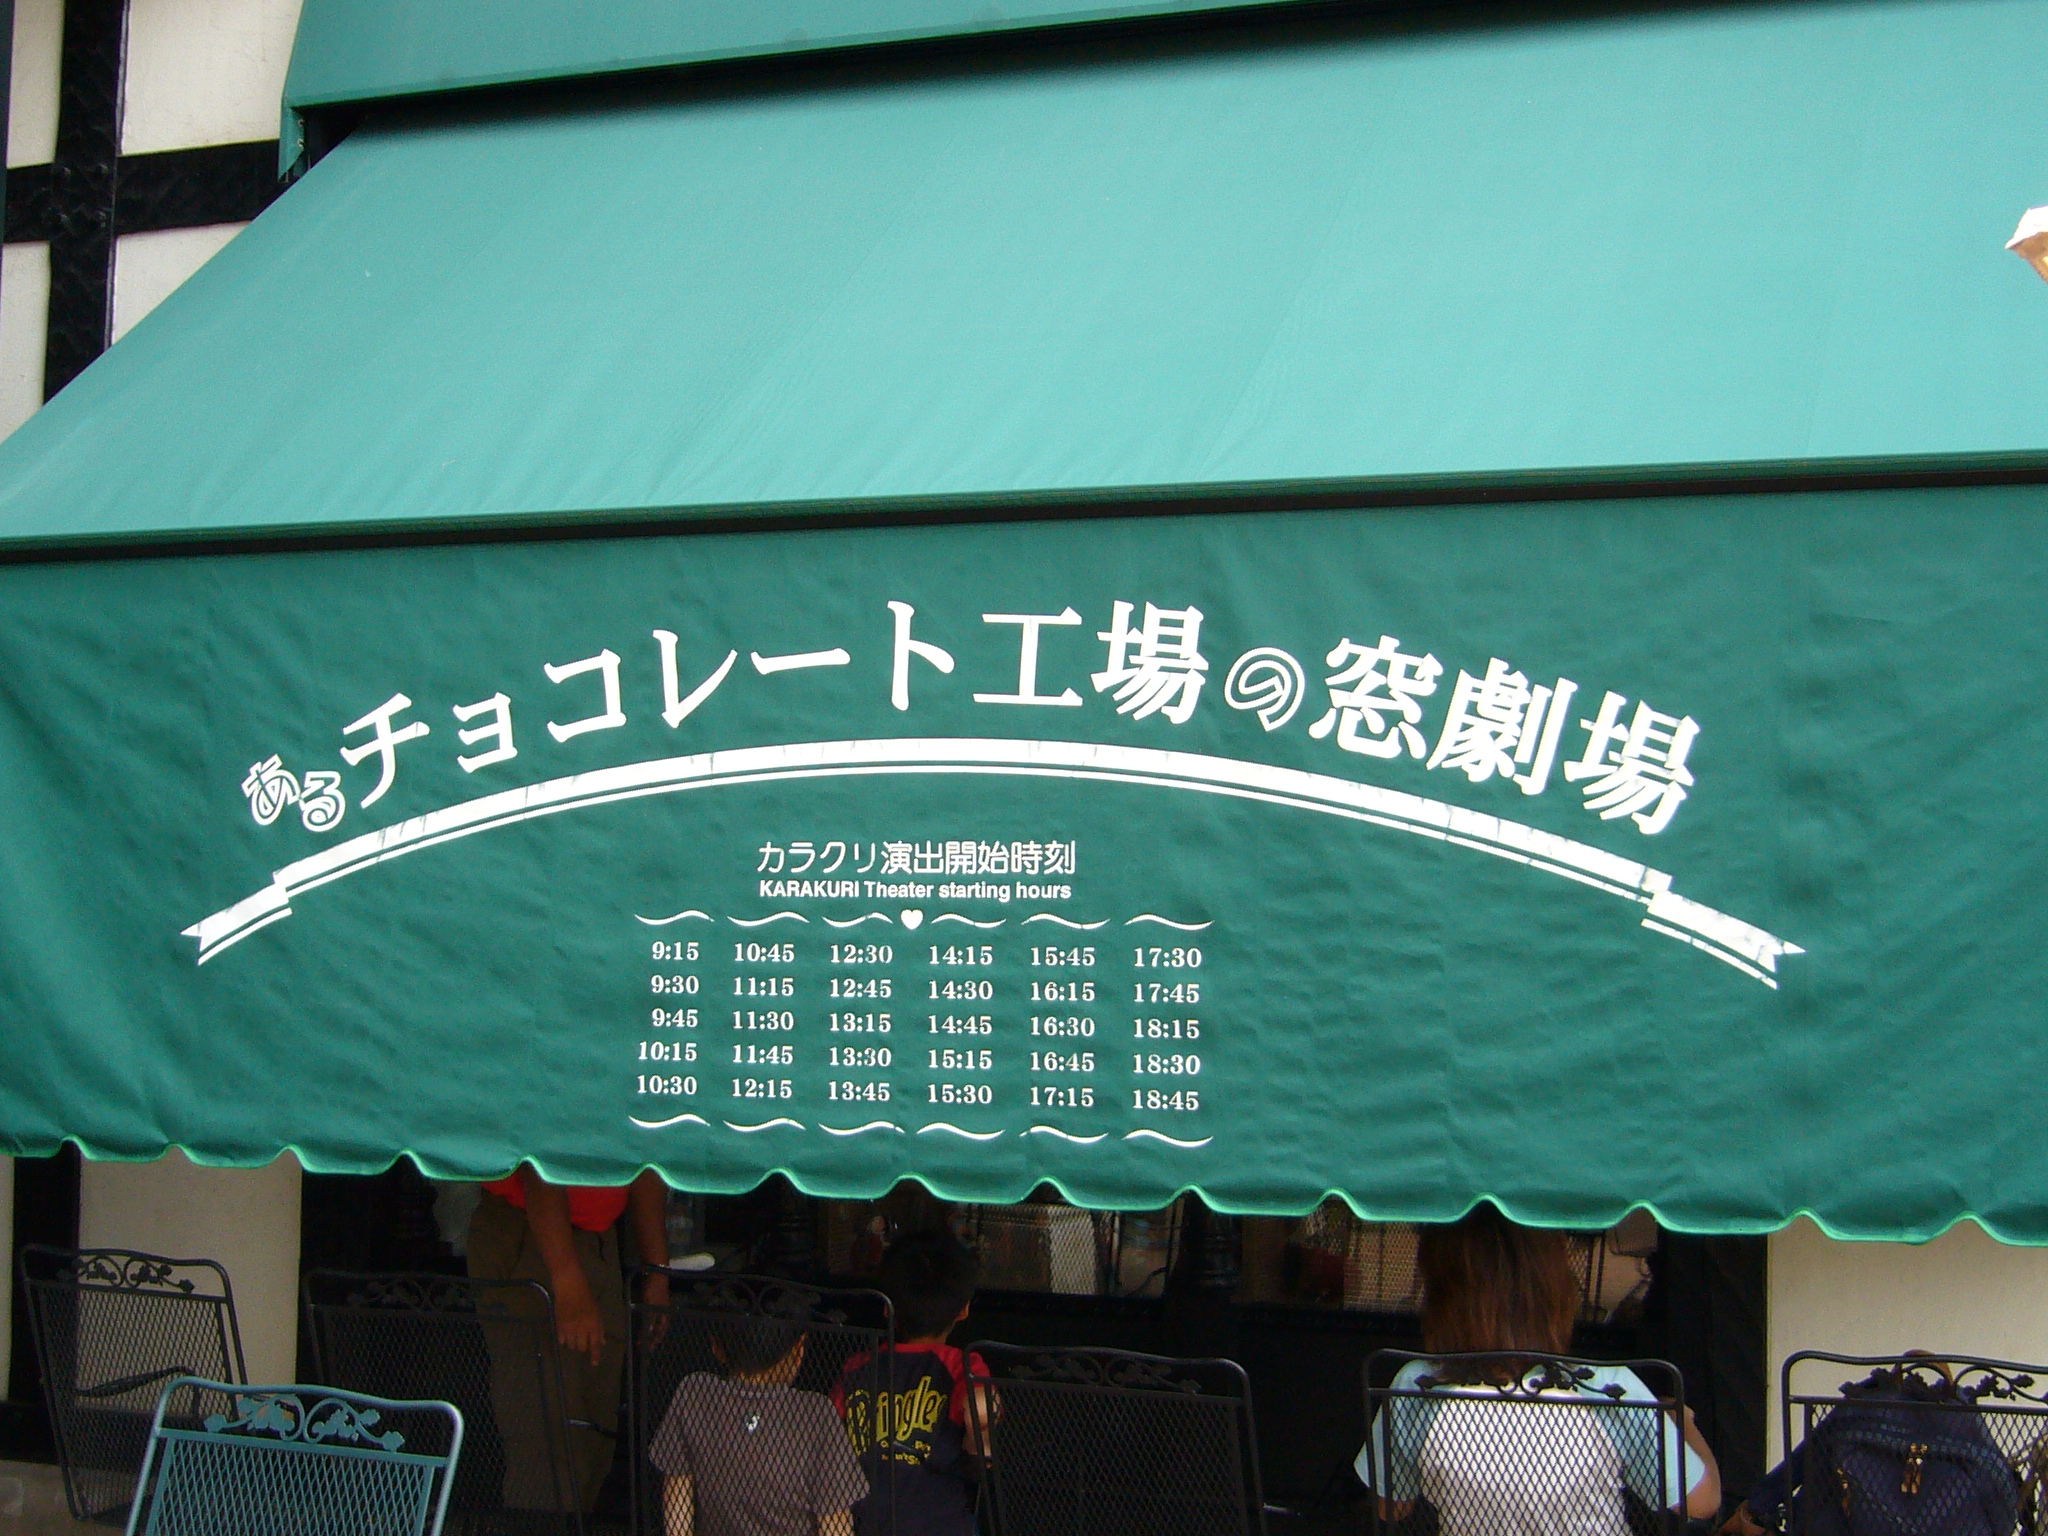 あるチョコレート工場の窓劇場
カラクリ演出開始時刻
KARAKURI Theater starting hours
9:15 10:45 12:30 14:15 15:45 17:30
9:30 11:15 12:45 14:30 16:15 17:45
9:45 11:30 13:15 14:45 16:30 18:15
10:15 11:45 13:30 15:15 16:45 18:30
10:30 12:15 13:45 15:30 17:15 18:45